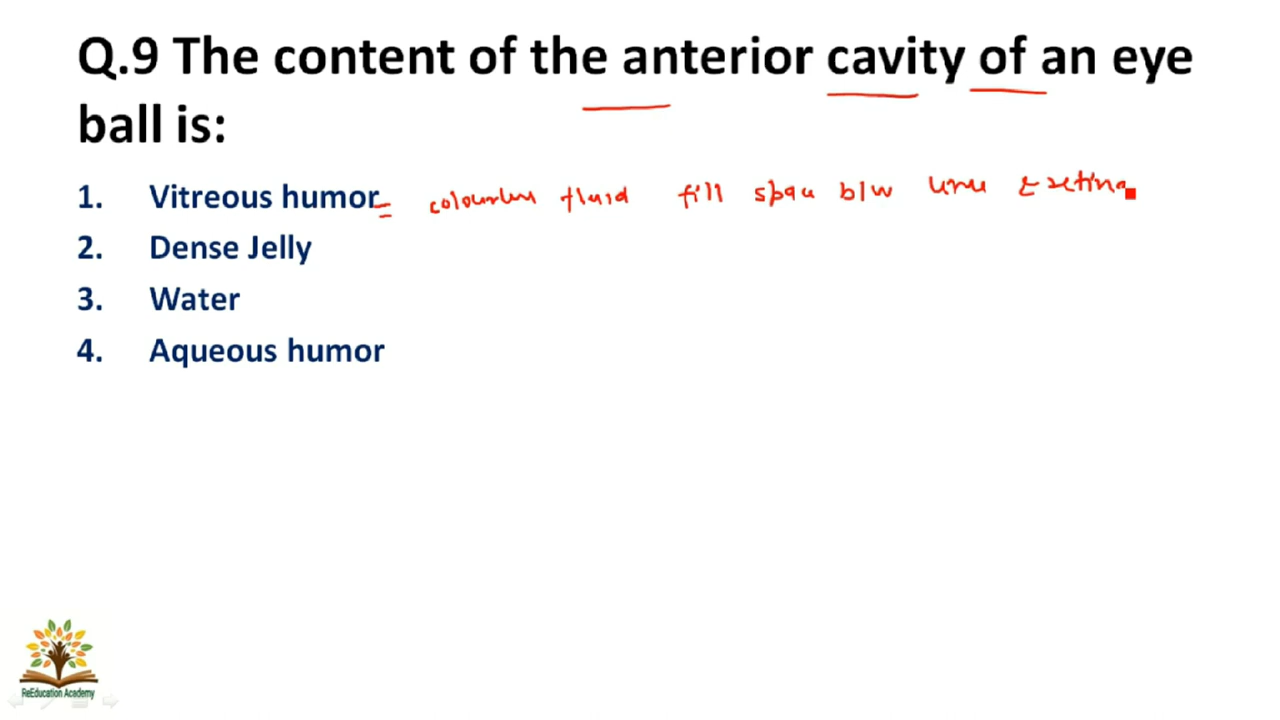 Q.9 The content of the anterior cavity of an eye
ball is:
1. Vitreous humor = colourless fluid fill space b/w lens & retina
2. Dense Jelly
3. Water
4. Aqueous humor
ReEducation Academy